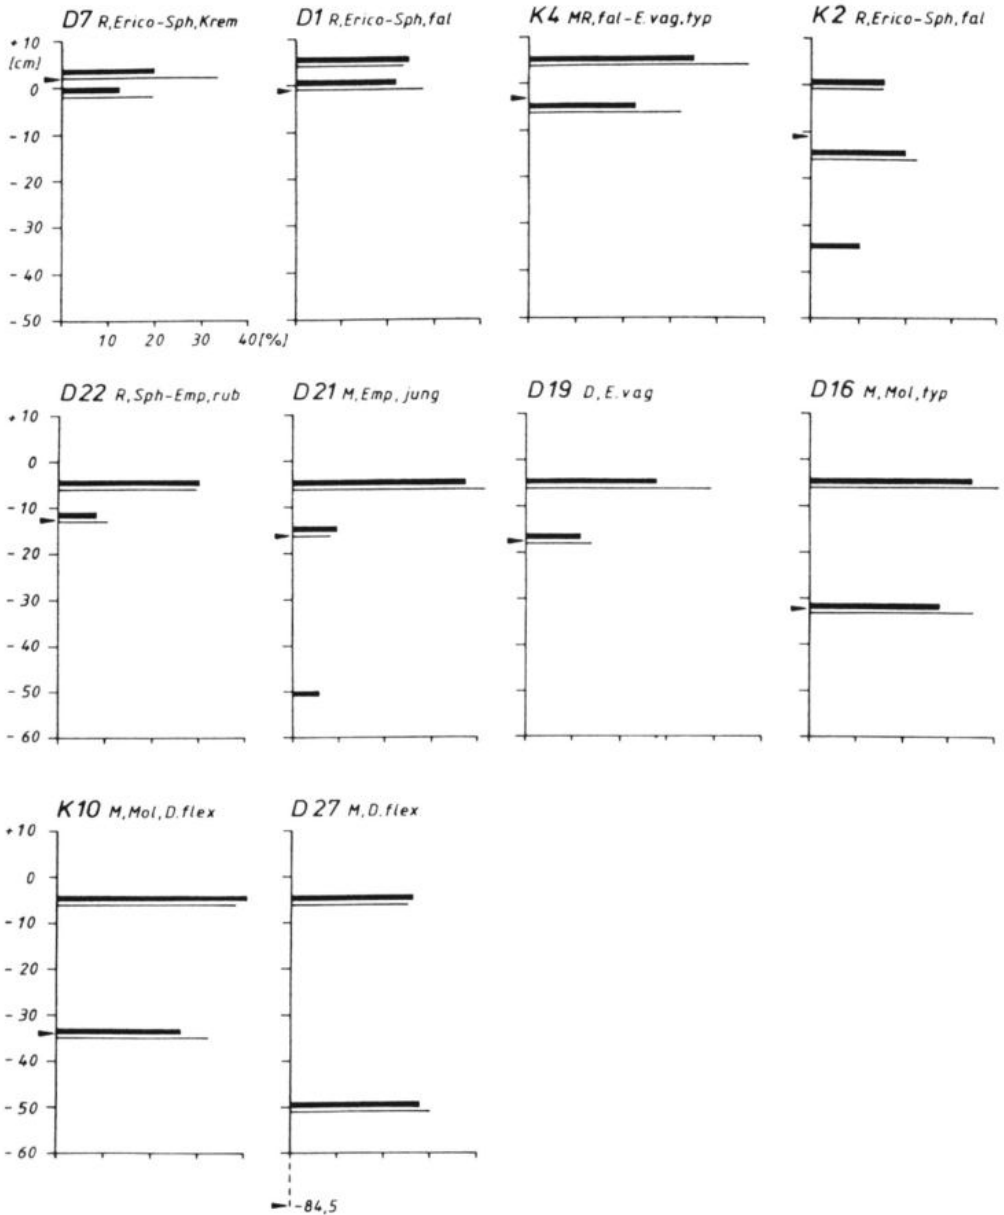 D7 R,Erico-Sph,Krem
D1 R,Erico-Sph,fal
K4 MR,fal-E.vag,typ
K2 R,Erico-Sph,fal
+10
[cm]
0
-10
-20
-30
-40
-50
10 20 30 40[%]
D22 R,Sph-Emp,rub
D21 M,Emp,jung
D19 D,E.vag
D16 M,Mol,typ
+10
0
-10
-20
-30
-40
-50
-60
K10 M,Mol,D.flex
D27 M,D.flex
+10
0
-10
-20
-30
-40
-50
-60
-84,5